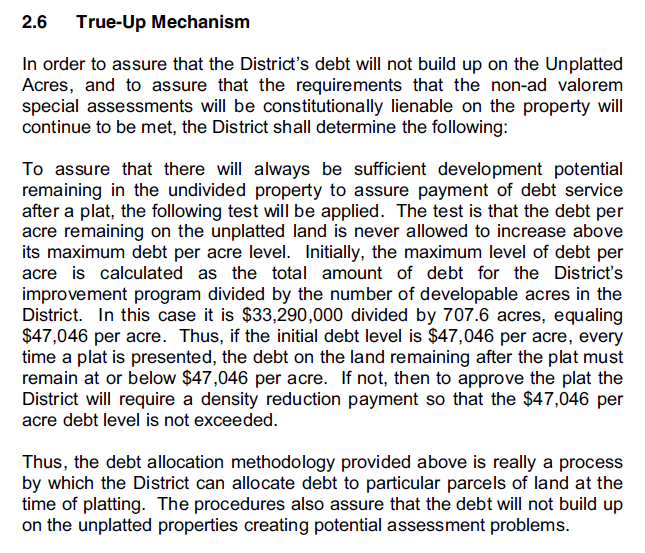 2.6 True-Up Mechanism
In order to assure that the District's debt will not build up on the Unplatted
Acres, and to assure that the requirements that the non-ad valorem
special assessments will be constitutionally lienable on the property will
continue to be met, the District shall determine the following:
To assure that there will always be sufficient development potential
remaining in the undivided property to assure payment of debt service
after a plat, the following test will be applied. The test is that the debt per
acre remaining on the unplatted land is never allowed to increase above
its maximum debt per acre level. Initially, the maximum level of debt per
acre is calculated as the total amount of debt for the District's
improvement program divided by the number of developable acres in the
District. In this case it is $33,290,000 divided by 707.6 acres, equaling
$47,046 per acre. Thus, if the initial debt level is $47,046 per acre, every
time a plat is presented, the debt on the land remaining after the plat must
remain at or below $47,046 per acre. If not, then to approve the plat the
District will require a density reduction payment so that the $47,046 per
acre debt level is not exceeded.
Thus, the debt allocation methodology provided above is really a process
by which the District can allocate debt to particular parcels of land at the
time of platting. The procedures also assure that the debt will not build up
on the unplatted properties creating potential assessment problems.